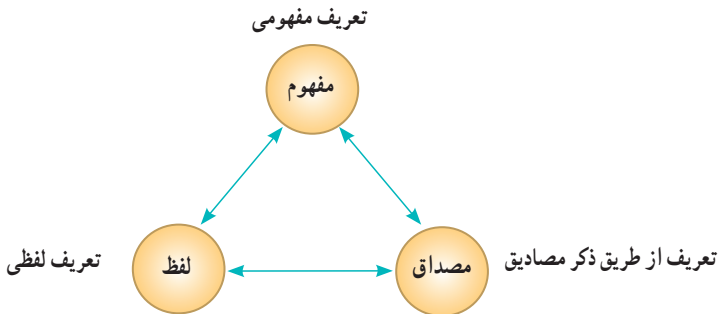 تعریف مفهومی
مفهوم
تعریف از طریق ذکر مصادیق
مصداق
لفظ
تعریف لفظی